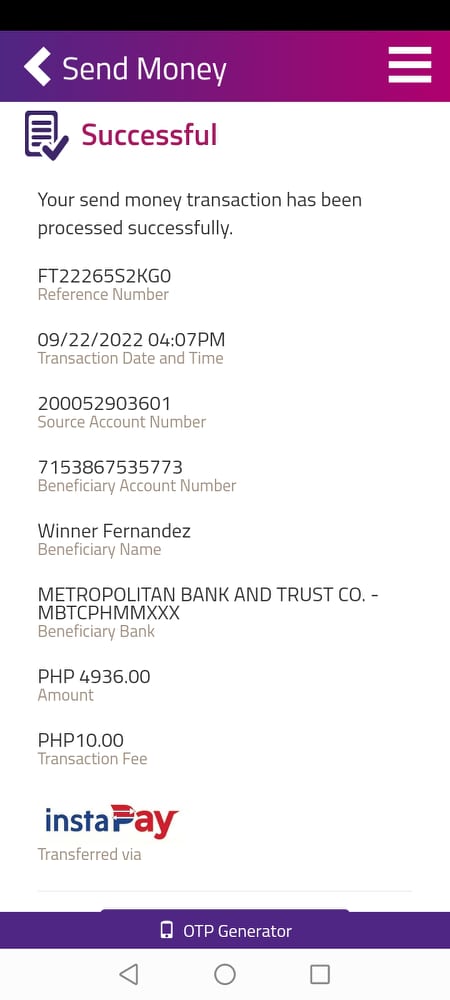 Send Money
Successful
Your send money transaction has been
processed successfully.
FT22265S2KG0
Reference Number
09/22/2022 04:07PM
Transaction Date and Time
200052903601
Source Account Number
7153867535773
Beneficiary Account Number
Winner Fernandez
Beneficiary Name
METROPOLITAN BANK AND TRUST CO. -
MBTCPHMMXXX
Beneficiary Bank
PHP 4936.00
Amount
PHP10.00
Transaction Fee
instaPay
Transferred via
OTP Generator